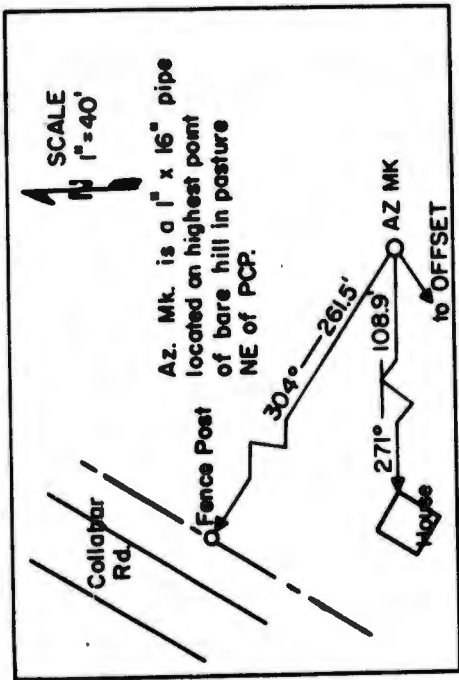 SCALE
N 1" = 40'
Az. Mk. is a 1" x 16" pipe
located on highest point
of bare hill in pasture
NE of PCP.
Collabar
Rd.
Fence Post
304° 261.5'
AZ MK
271° 108.9'
House
to OFFSET